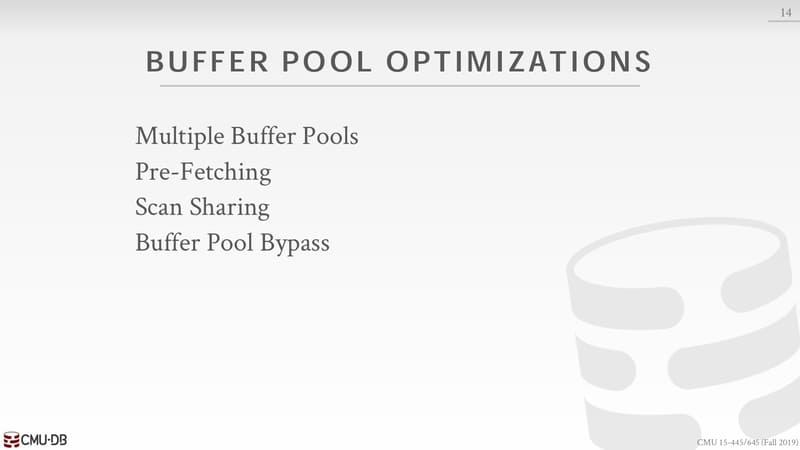 14
BUFFER POOL OPTIMIZATIONS
Multiple Buffer Pools
Pre-Fetching
Scan Sharing
Buffer Pool Bypass
CMU·DB
CMU 15-445/645 (Fall 2019)